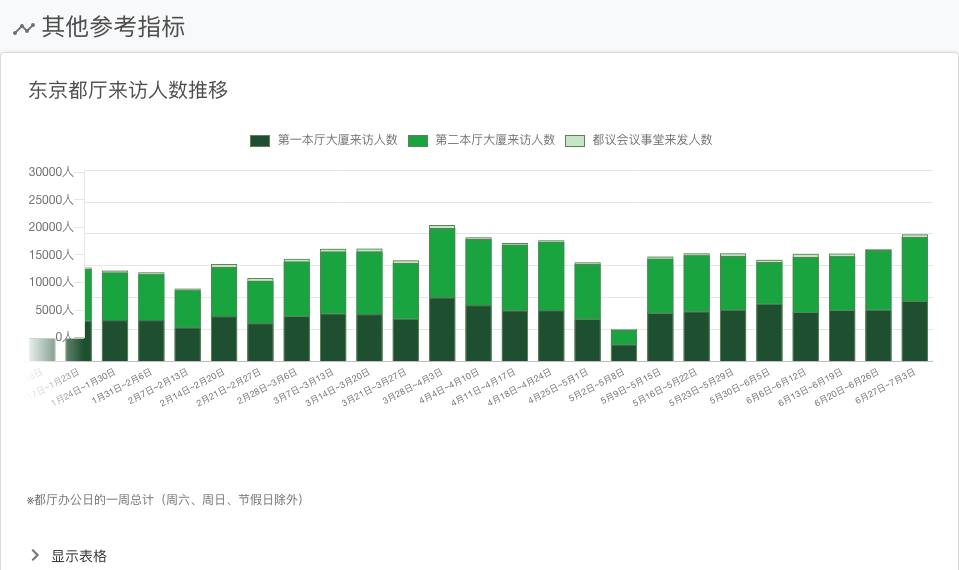 其他参考指标
东京都厅来访人数推移
第一本厅大厦来访人数 第二本厅大厦来访人数 都议会议事堂来发人数
30000人
25000人
20000人
15000人
10000人
5000人
0人
1月24日~1月30日
1月31日~2月6日
2月7日~2月13日
2月14日~2月20日
2月21日~2月27日
2月28日~3月6日
3月7日~3月13日
3月14日~3月20日
3月21日~3月27日
3月28日~4月3日
4月4日~4月10日
4月11日~4月17日
4月18日~4月24日
4月25日~5月1日
5月2日~5月8日
5月9日~5月15日
5月16日~5月22日
5月23日~5月29日
5月30日~6月5日
6月6日~6月12日
6月13日~6月19日
6月20日~6月26日
6月27日~7月3日
※都厅办公日的一周总计（周六、周日、节假日除外）
显示表格